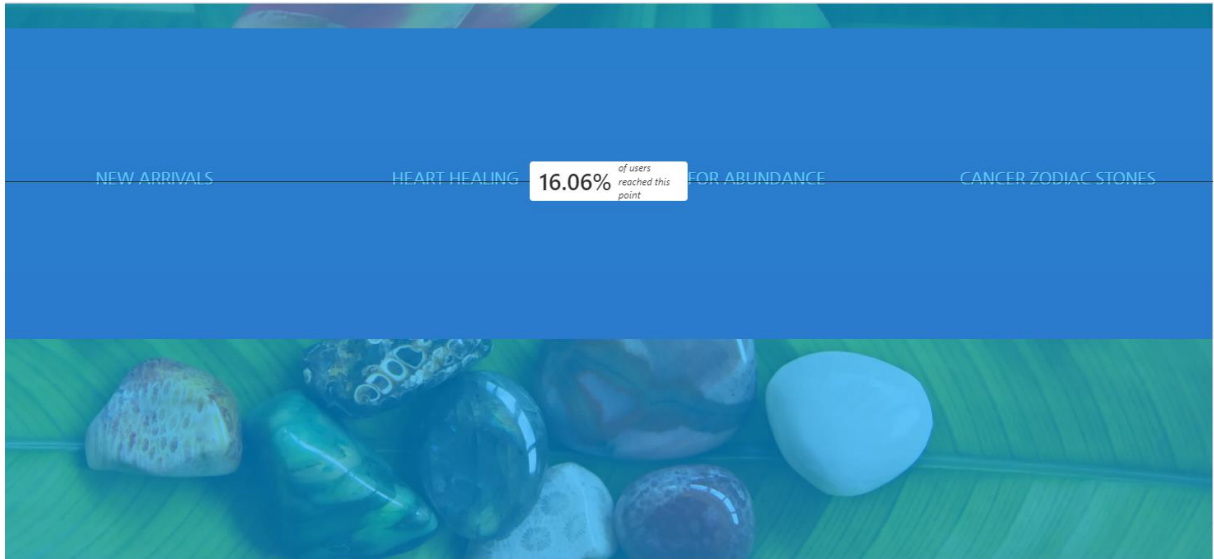 NEW ARRIVALS
HEART HEALING
16.06%
of users
reached this
point
FOR ABUNDANCE
CANCER ZODIAC STONES